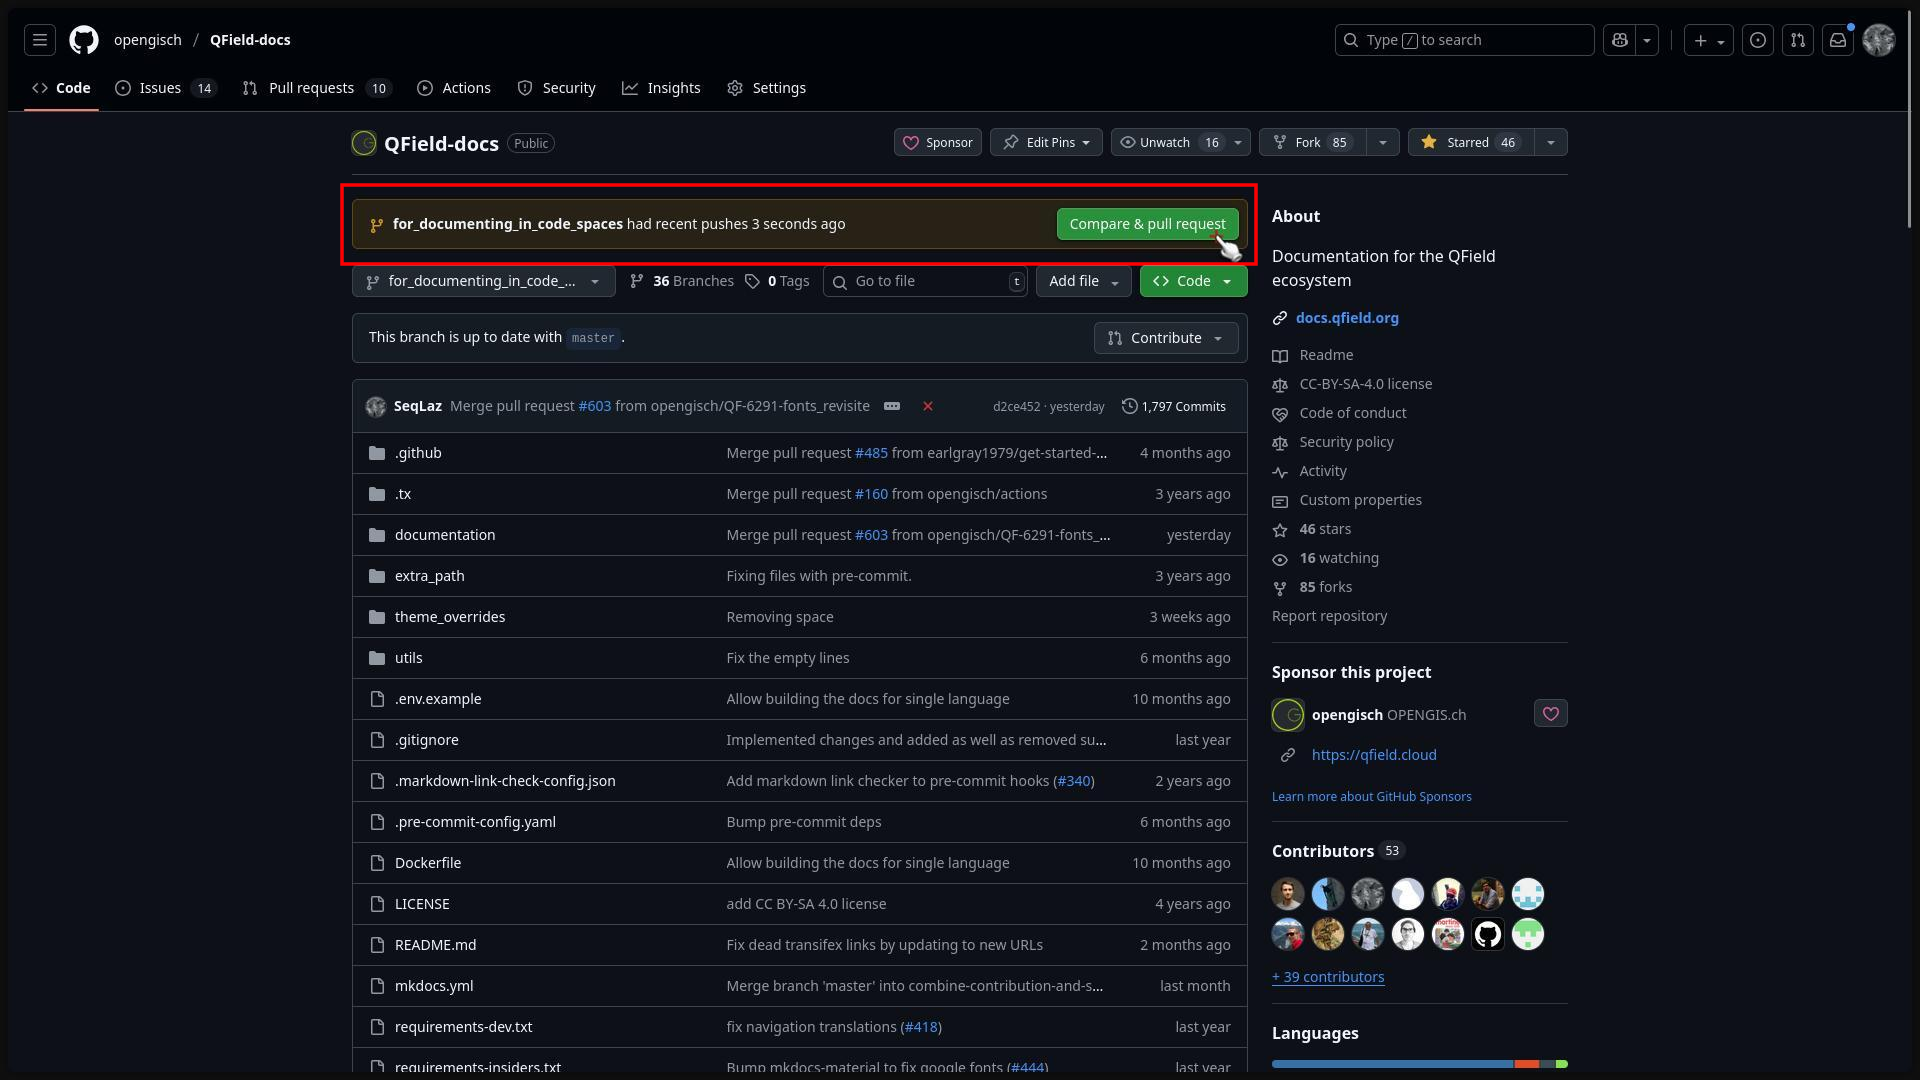 opengisch / QField-docs
Type / to search
Code
Issues 14
Pull requests 10
Actions
Security
Insights
Settings
QField-docs Public
Sponsor
Edit Pins
Unwatch 16
Fork 85
Starred 46
for_documenting_in_code_spaces had recent pushes 3 seconds ago
Compare & pull request
for_documenting_in_code_...
36 Branches
0 Tags
Go to file
t
Add file
Code
This branch is up to date with master .
Contribute
SeqLaz Merge pull request #603 from opengisch/QF-6291-fonts_revisite
d2ce452 · yesterday
1,797 Commits
.github Merge pull request #485 from earlgray1979/get-started-... 4 months ago
.tx Merge pull request #160 from opengisch/actions 3 years ago
documentation Merge pull request #603 from opengisch/QF-6291-fonts_... yesterday
extra_path Fixing files with pre-commit. 3 years ago
theme_overrides Removing space 3 weeks ago
utils Fix the empty lines 6 months ago
.env.example Allow building the docs for single language 10 months ago
.gitignore Implemented changes and added as well as removed su... last year
.markdown-link-check-config.json Add markdown link checker to pre-commit hooks (#340) 2 years ago
.pre-commit-config.yaml Bump pre-commit deps 6 months ago
Dockerfile Allow building the docs for single language 10 months ago
LICENSE add CC BY-SA 4.0 license 4 years ago
README.md Fix dead transifex links by updating to new URLs 2 months ago
mkdocs.yml Merge branch 'master' into combine-contribution-and-s... last month
requirements-dev.txt fix navigation translations (#418) last year
requirements-insiders.txt Bump mkdocs-material to fix google fonts (#444) last year
About
Documentation for the QField
ecosystem
docs.qfield.org
Readme
CC-BY-SA-4.0 license
Code of conduct
Security policy
Activity
Custom properties
46 stars
16 watching
85 forks
Report repository
Sponsor this project
opengisch OPENGIS.ch
https://qfield.cloud
Learn more about GitHub Sponsors
Contributors 53
+ 39 contributors
Languages